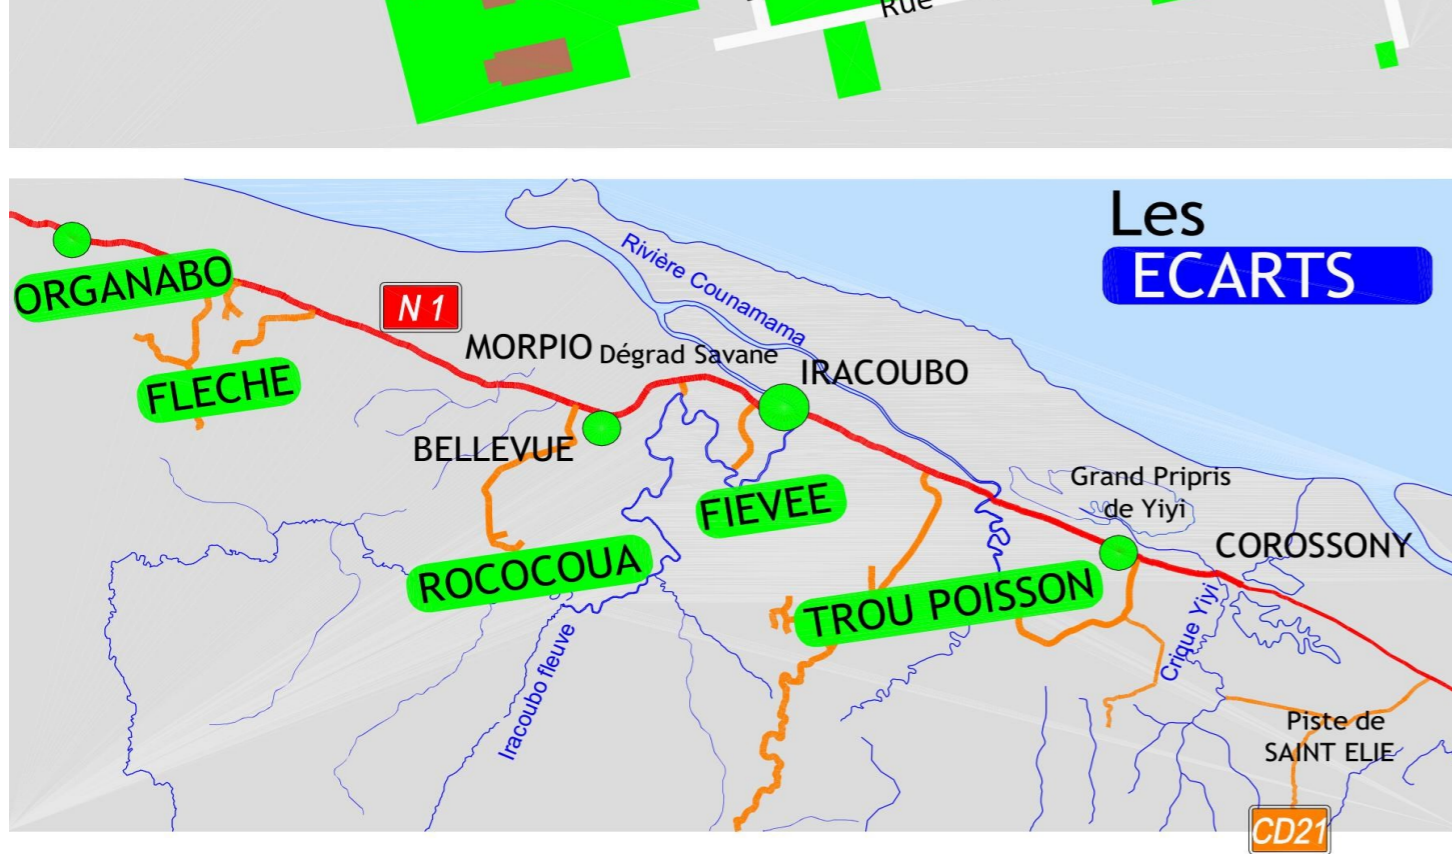 Rue
Les
ECARTS
Rivière Counamama
ORGANABO
N 1
MORPIO
Dégrad Savane
IRACOUBO
FLECHE
BELLEVUE
Grand Pripris
de Yiyi
FIEVEE
COROSSONY
ROCOCOUA
TROU POISSON
Crique Yiyi
Iracoubo fleuve
Piste de
SAINT ELIE
CD21